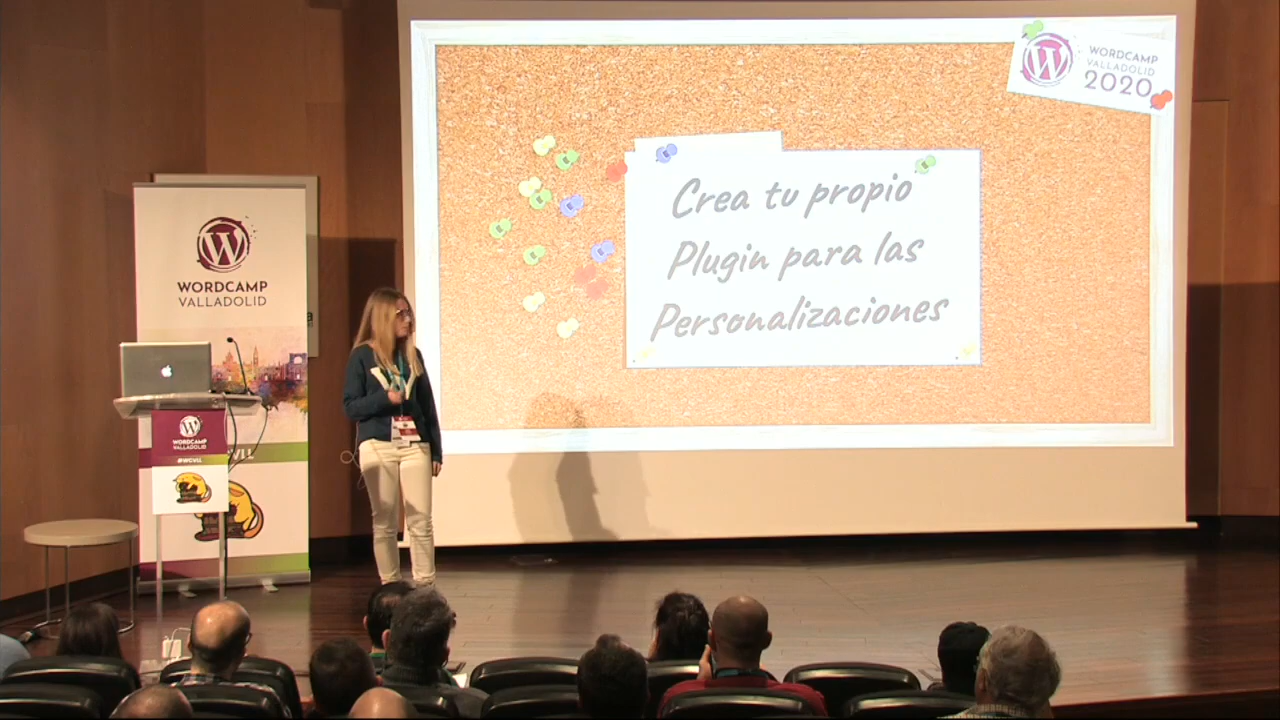 WORDCAMP
VALLADOLID
2020
Crea tu propio
Plugin para las
Personalizaciones
WORDCAMP
VALLADOLID
WORDCAMP
VALLADOLID
@WCVLL